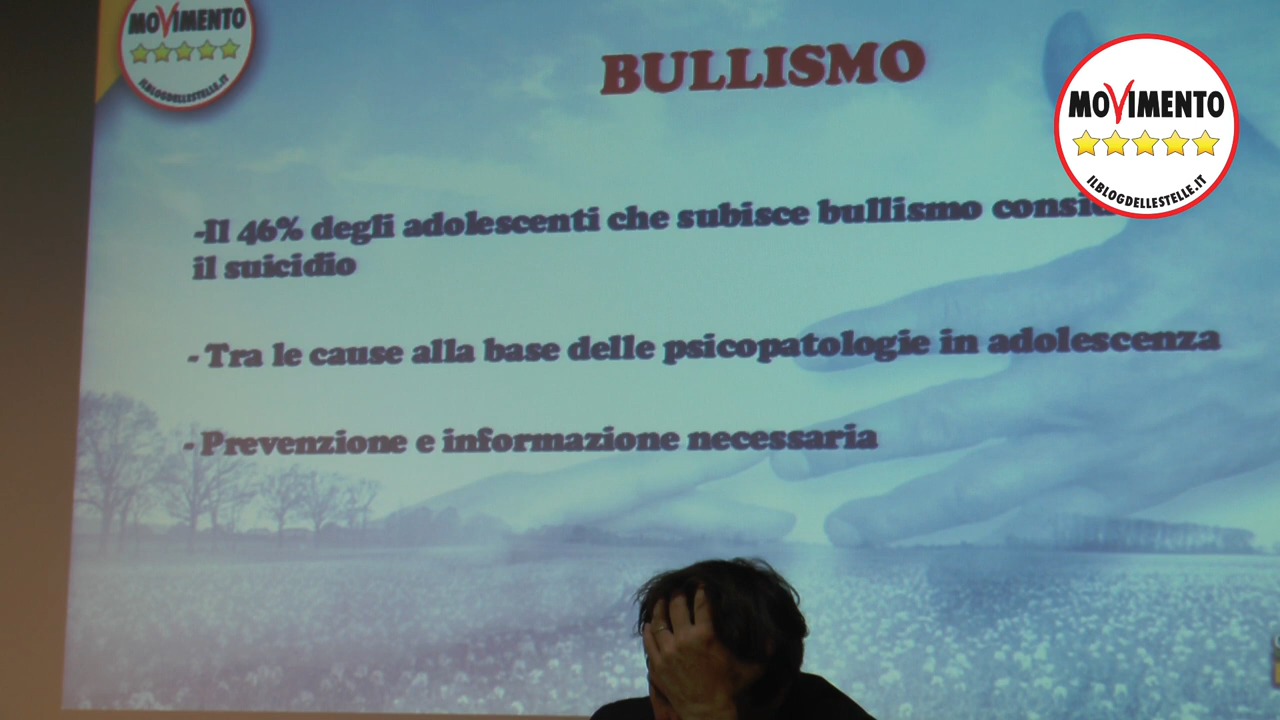 MOVIMENTO
ILBLOGDELLESTELLE.IT
BULLISMO
MOVIMENTO
ILBLOGDELLESTELLE.IT
-Il 46% degli adolescenti che subisce bullismo
il suicidio
- Tra le cause alla base delle psicopatologie in adolescenza
- Prevenzione e informazione necessaria